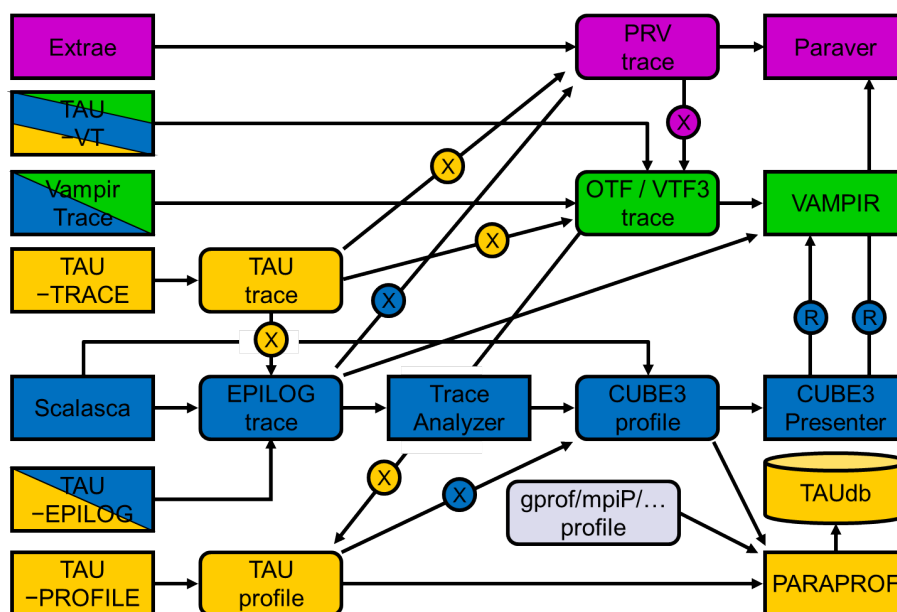 Extrae
PRV
trace
Paraver
TAU
−VT
X
X
Vampir
Trace
OTF / VTF3
trace
VAMPIR
X
TAU
−TRACE
TAU
trace
X
R
R
X
Scalasca
EPILOG
trace
Trace
Analyzer
CUBE3
profile
CUBE3
Presenter
X
X
TAU
−EPILOG
gprof/mpiP/…
profile
TAUdb
TAU
−PROFILE
TAU
profile
PARAPROF